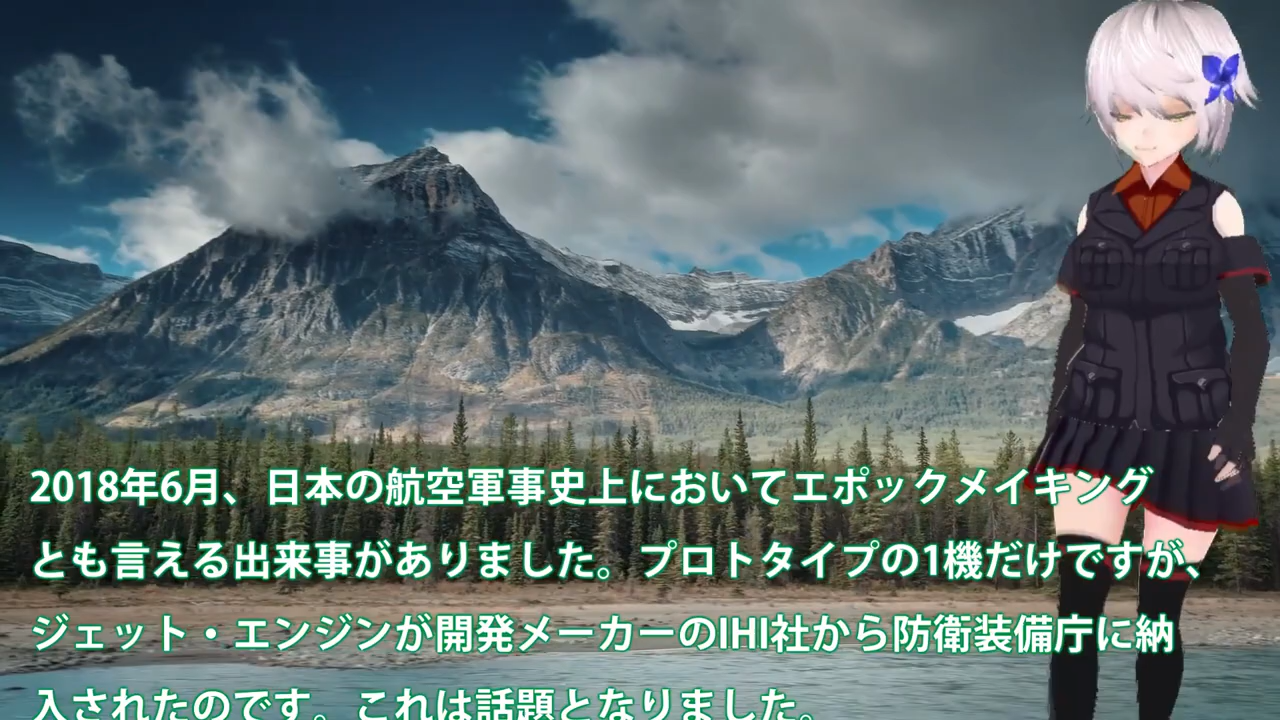 2018年6月、日本の航空軍事史上においてエポックメイキング
とも言える出来事がありました。プロトタイプの1機だけですが、
ジェット・エンジンが開発メーカーのIHI社から防衛装備庁に納
入されたのです。これは話題となりました。